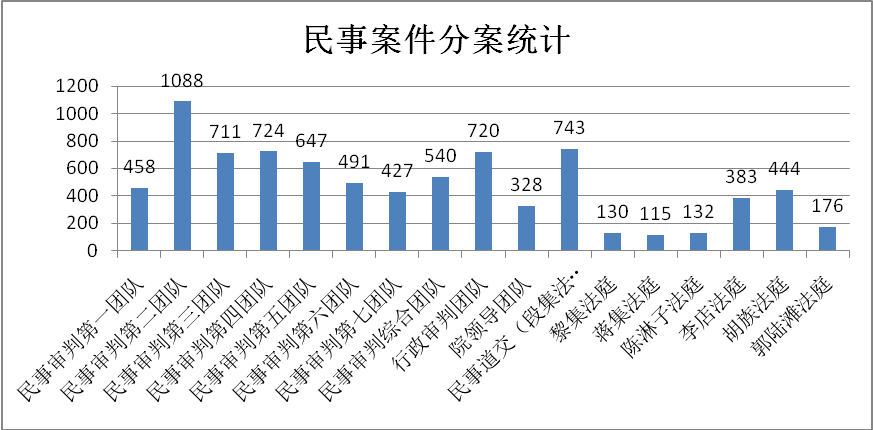 民事案件分案统计
1200
1000
800
600
400
200
0
458
1088
711
724
647
491
427
540
720
328
743
130
115
132
383
444
176
民事审判第一团队
民事审判第二团队
民事审判第三团队
民事审判第四团队
民事审判第五团队
民事审判第六团队
民事审判第七团队
民事审判综合团队
行政审判团队
院领导团队
民事道交（段集法…
黎集法庭
蒋集法庭
陈淋子法庭
李店法庭
胡族法庭
郭陆滩法庭